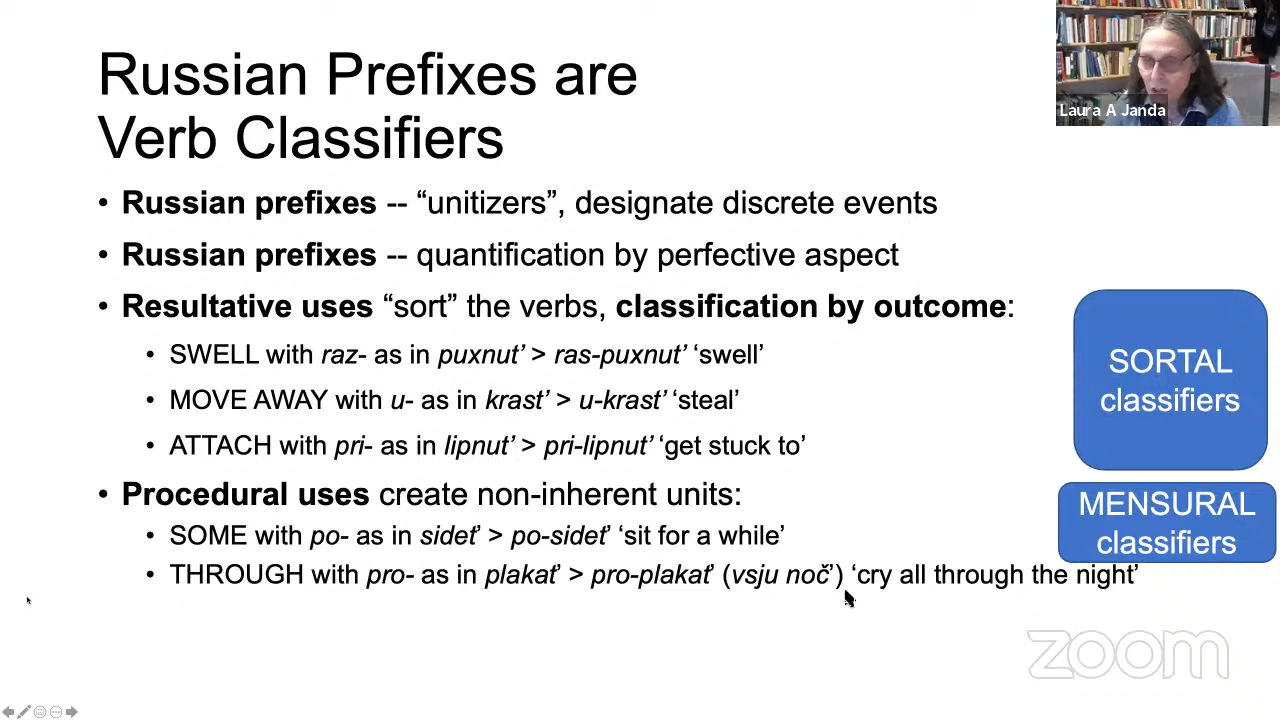 Russian Prefixes are
Verb Classifiers
Laura A Janda
• Russian prefixes -- “unitizers”, designate discrete events
• Russian prefixes -- quantification by perfective aspect
• Resultative uses “sort” the verbs, classification by outcome:
• SWELL with raz- as in puxnut’ > ras-puxnut’ ‘swell’
• MOVE AWAY with u- as in krast’ > u-krast’ ‘steal’
• ATTACH with pri- as in lipnut’ > pri-lipnut’ ‘get stuck to’
SORTAL
classifiers
• Procedural uses create non-inherent units:
• SOME with po- as in sidet’ > po-sidet’ ‘sit for a while’
• THROUGH with pro- as in plakat’ > pro-plakat’ (vsju noč’) ‘cry all through the night’
MENSURAL
classifiers
zoom